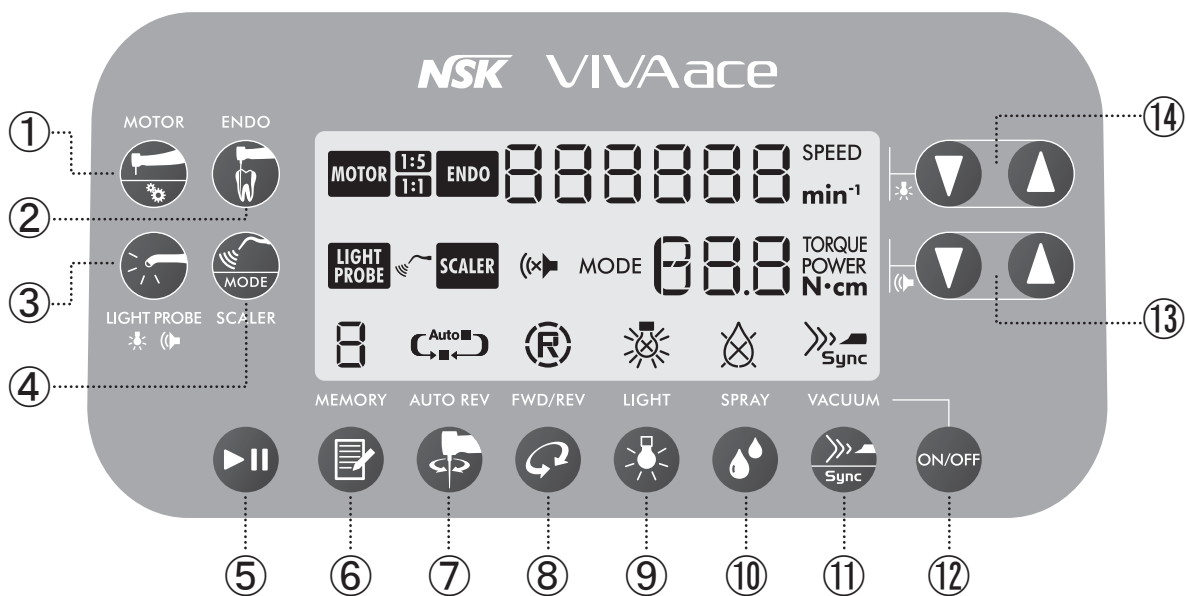 NSK VIVAace
MOTOR ENDO
① ⑭
MOTOR 1:5 1:1 ENDO 888888 SPEED min⁻¹
②
MODE
LIGHT PROBE SCALER MODE 88.8 TORQUE POWER N·cm
③
LIGHT PROBE SCALER
⑬
④
8 Auto R Sync
MEMORY AUTO REV FWD/REV LIGHT SPRAY VACUUM
Sync ON/OFF
⑤ ⑥ ⑦ ⑧ ⑨ ⑩ ⑪ ⑫